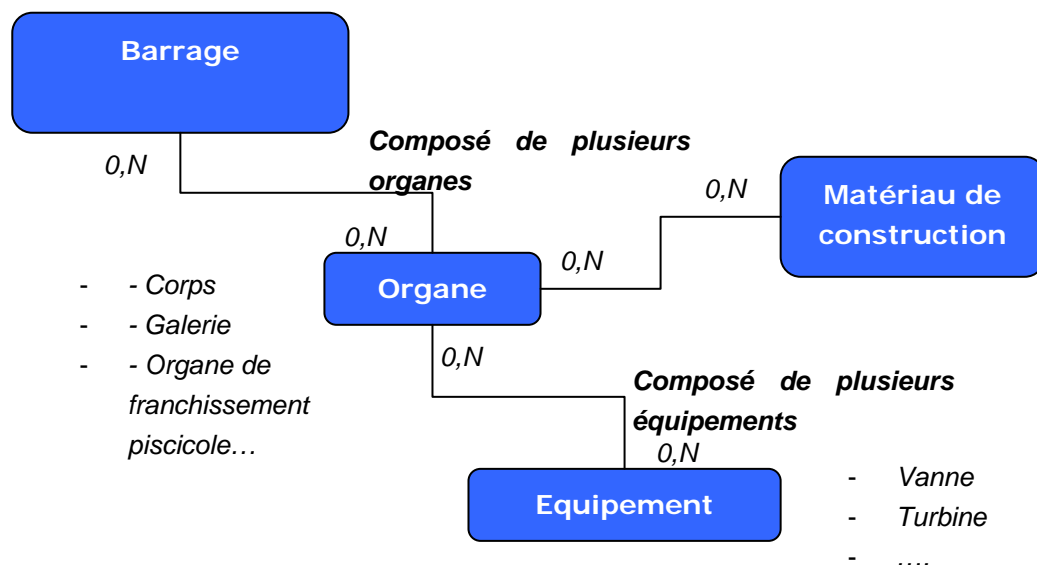 Barrage
0,N
Composé de plusieurs
organes
0,N
Matériau de
construction
0,N
0,N
Organe
- - Corps
- - Galerie
- - Organe de
franchissement
piscicole…
0,N
Composé de plusieurs
équipements
0,N
Equipement
- Vanne
- Turbine
- ….